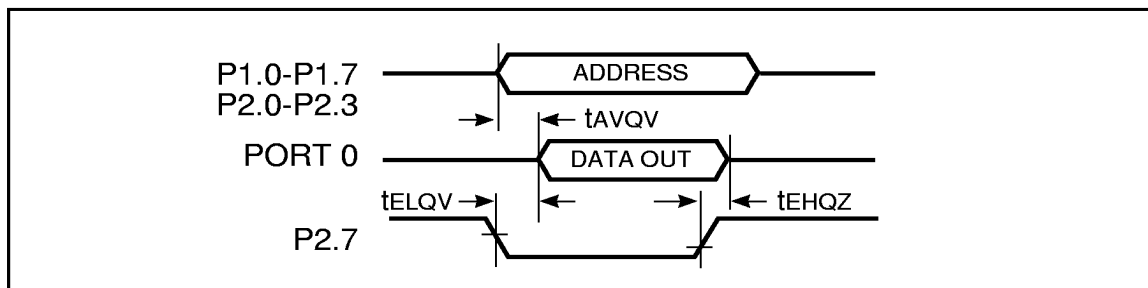 P1.0-P1.7
ADDRESS
P2.0-P2.3
tAVQV
PORT 0
DATA OUT
tELQV
tEHQZ
P2.7